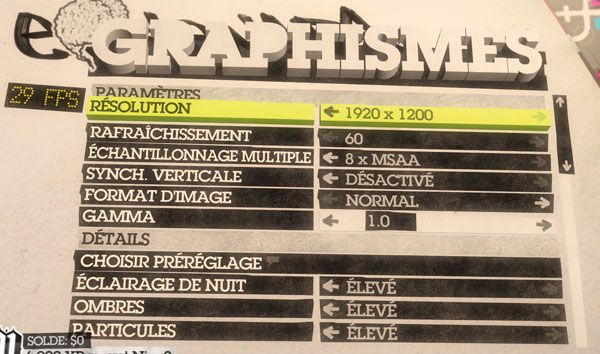 GRAPHISMES
29 FPS
PARAMÈTRES
RÉSOLUTION 1920 x 1200
RAFRAÎCHISSEMENT 60
ÉCHANTILLONNAGE MULTIPLE 8 x MSAA
SYNCH. VERTICALE DÉSACTIVÉ
FORMAT D'IMAGE NORMAL
GAMMA 1.0
DÉTAILS
CHOISIR PRÉRÉGLAGE
ÉCLAIRAGE DE NUIT ÉLEVÉ
OMBRES ÉLEVÉ
PARTICULES ÉLEVÉ
SOLDE: $0